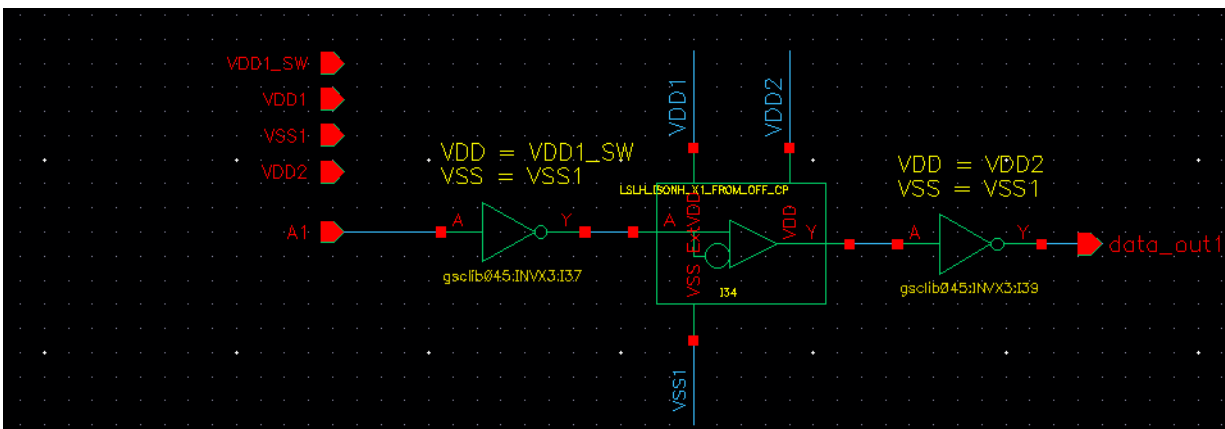 VDD1_SW
VDD1
VSS1
VDD2
A1
VDD = VDD1_SW
VSS = VSS1
A
Y
gsclib045:INVX3:I37
VDD1
VDD2
LSLH_ISONH_X1_FROM_OFF_CP
A
ExtVDD
VDD
Y
VSS
I34
VSS1
VDD = VDD2
VSS = VSS1
A
Y
gsclib045:INVX3:I39
data_out1